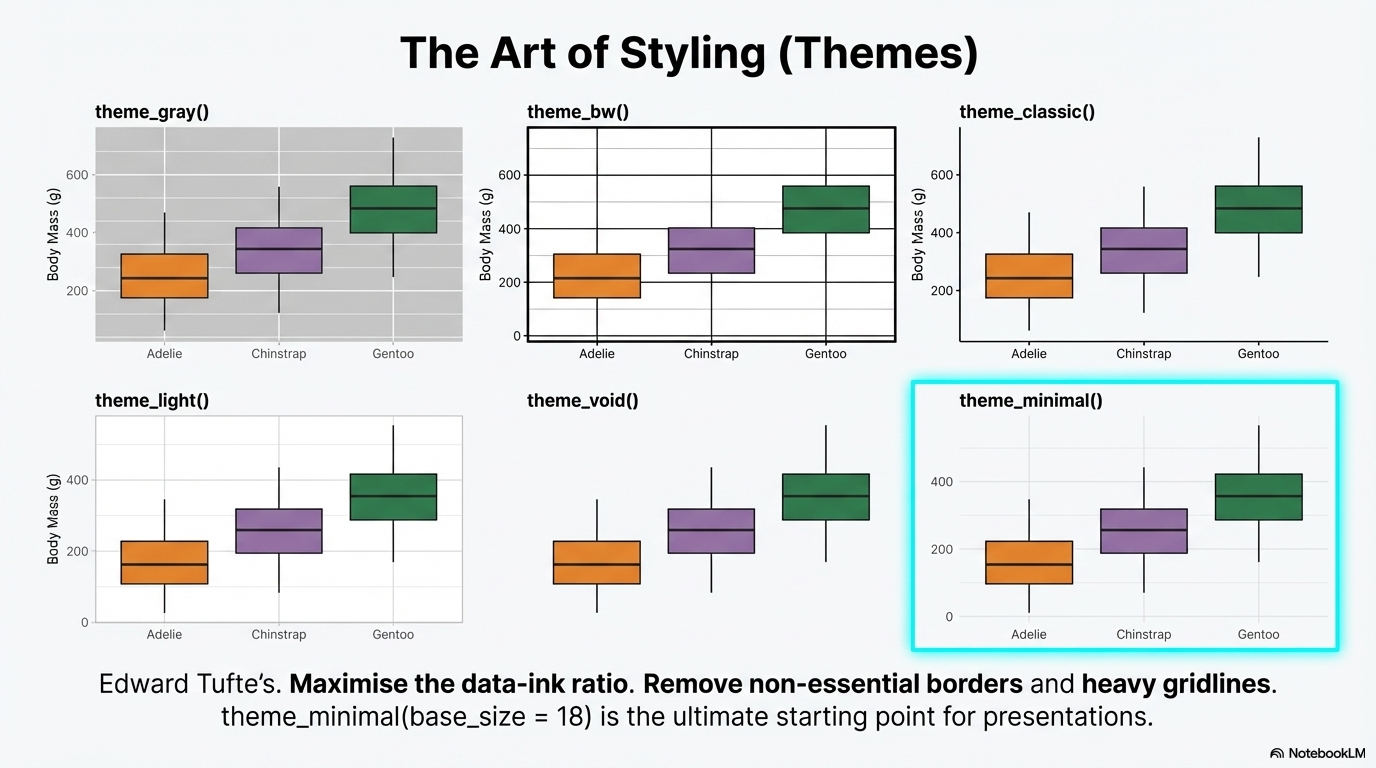 The Art of Styling (Themes)
theme_gray()
Body Mass (g)
600
400
200
Adelie Chinstrap Gentoo
theme_bw()
Body Mass (g)
600
400
200
0
Adelie Chinstrap Gentoo
theme_classic()
Body Mass (g)
600
400
200
Adelie Chinstrap Gentoo
theme_light()
Body Mass (g)
400
200
0
Adelie Chinstrap Gentoo
theme_void()
theme_minimal()
400
200
0
Adelie Chinstrap Gentoo
Edward Tufte's. Maximise the data-ink ratio. Remove non-essential borders and heavy gridlines.
theme_minimal(base_size = 18) is the ultimate starting point for presentations.
NotebookLM